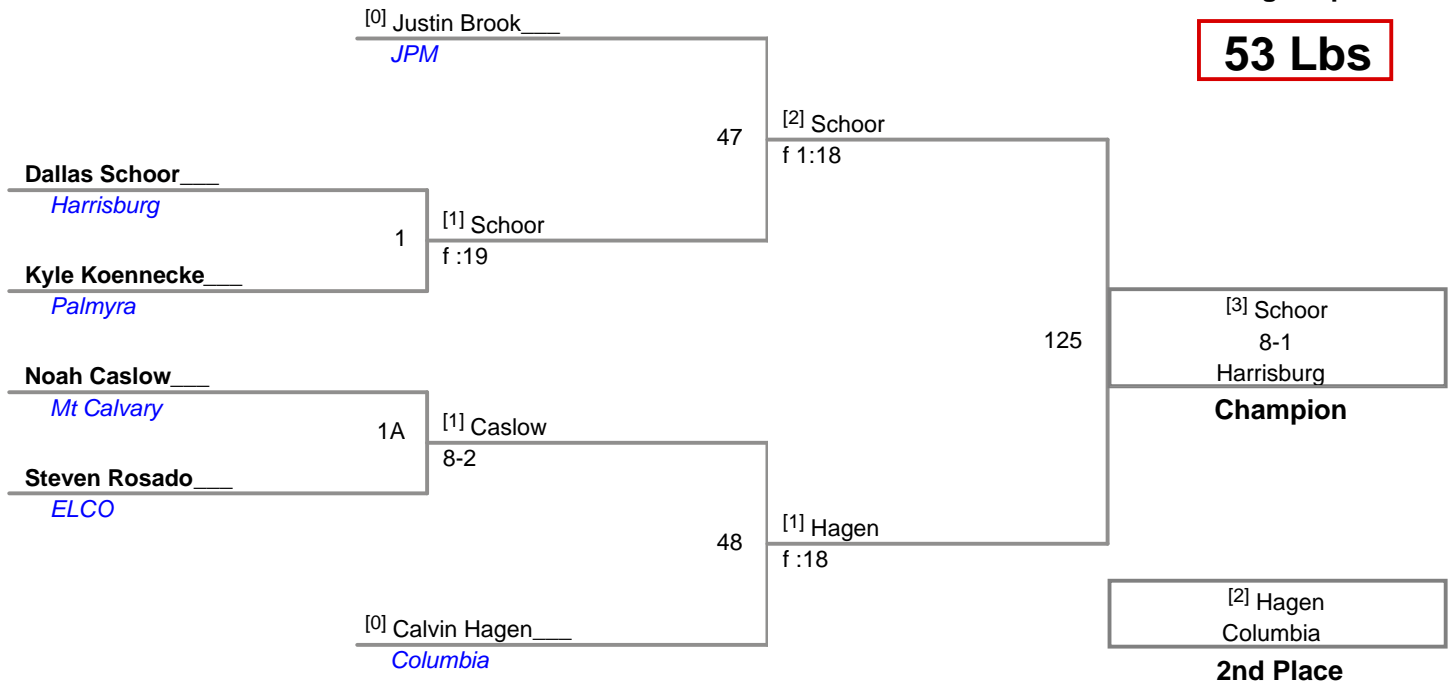 [0] Justin Brook___
JPM
53 Lbs
47
[2] Schoor
f 1:18
Dallas Schoor___
Harrisburg
1
[1] Schoor
f :19
Kyle Koennecke___
Palmyra
125
[3] Schoor
8-1
Harrisburg
Champion
Noah Caslow___
Mt Calvary
1A
[1] Caslow
8-2
Steven Rosado___
ELCO
48
[1] Hagen
f :18
[0] Calvin Hagen___
Columbia
[2] Hagen
Columbia
2nd Place